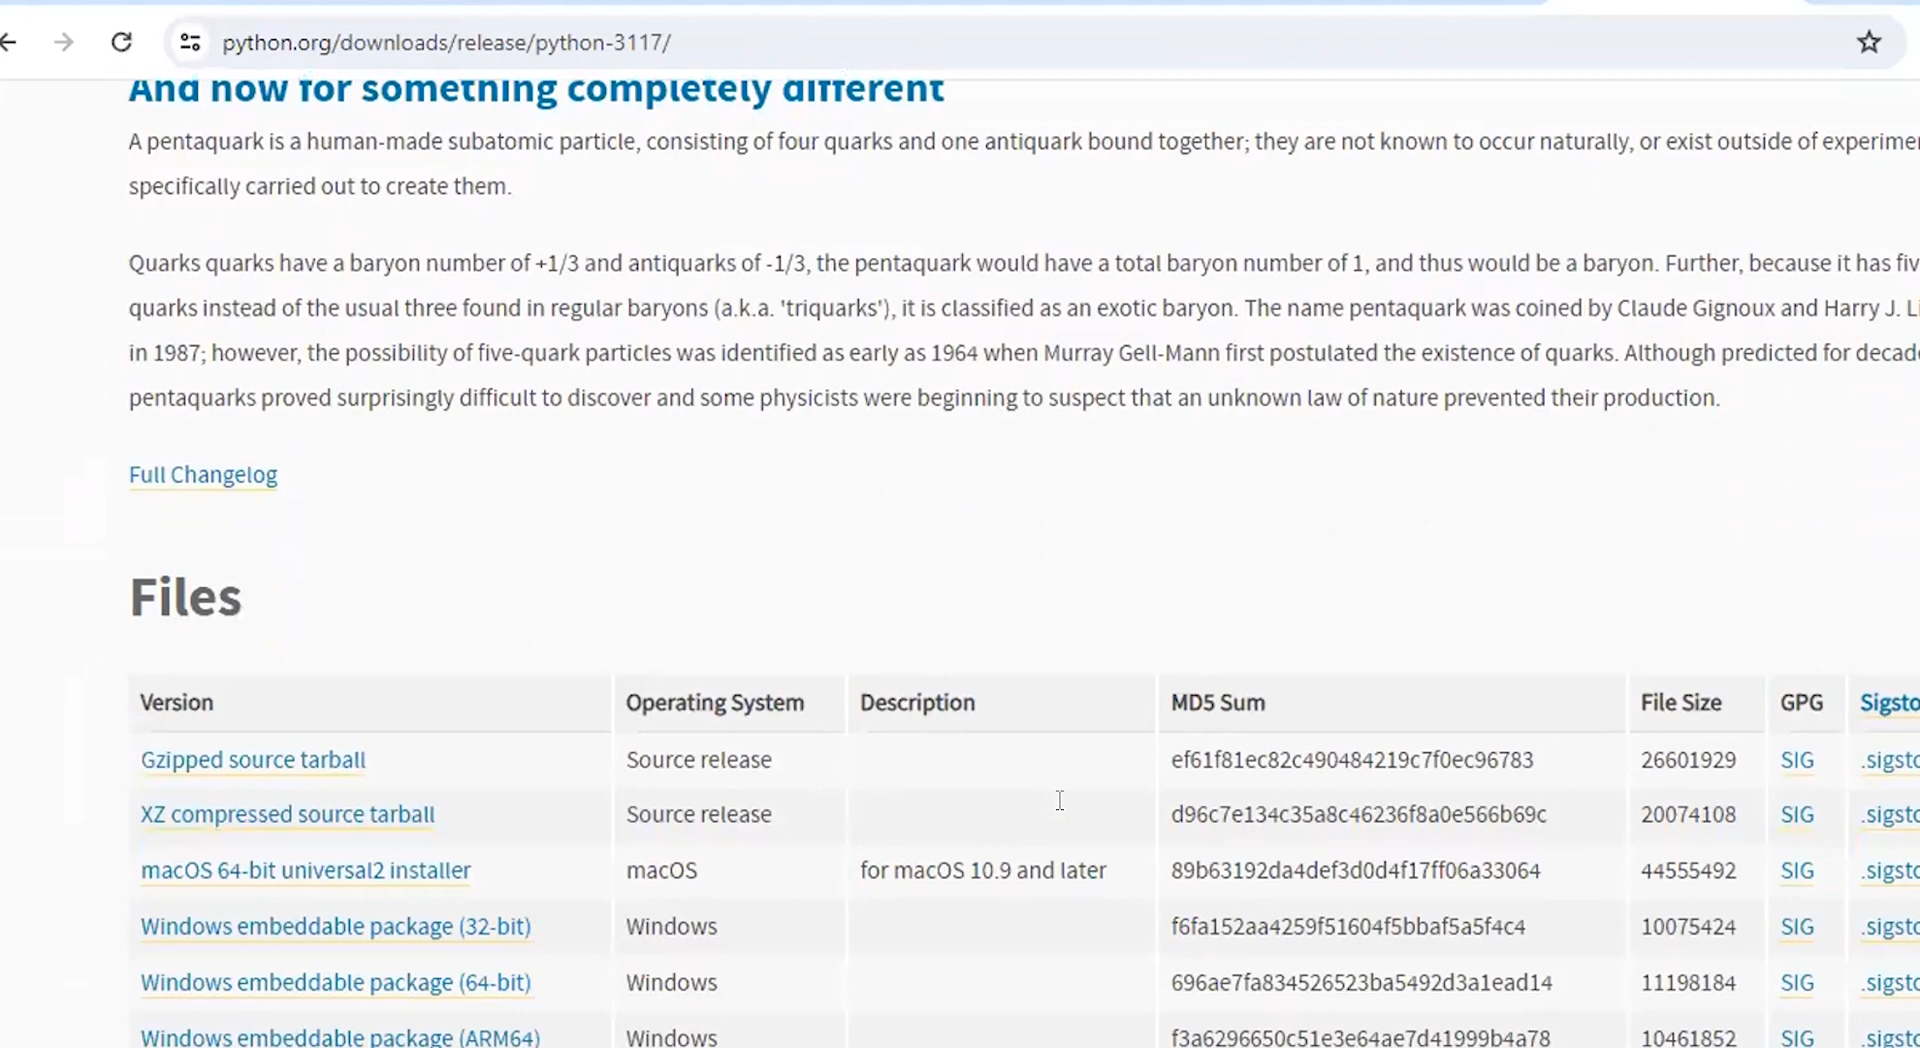 python.org/downloads/release/python-3117/
And now for something completely different
A pentaquark is a human-made subatomic particle, consisting of four quarks and one antiquark bound together; they are not known to occur naturally, or exist outside of experime
specifically carried out to create them.
Quarks quarks have a baryon number of +1/3 and antiquarks of -1/3, the pentaquark would have a total baryon number of 1, and thus would be a baryon. Further, because it has fiv
quarks instead of the usual three found in regular baryons (a.k.a. 'triquarks'), it is classified as an exotic baryon. The name pentaquark was coined by Claude Gignoux and Harry J. Li
in 1987; however, the possibility of five-quark particles was identified as early as 1964 when Murray Gell-Mann first postulated the existence of quarks. Although predicted for decad
pentaquarks proved surprisingly difficult to discover and some physicists were beginning to suspect that an unknown law of nature prevented their production.
Full Changelog
Files
Version Operating System Description MD5 Sum File Size GPG Sigsto
Gzipped source tarball Source release ef61f81ec82c490484219c7f0ec96783 26601929 SIG .sigsto
XZ compressed source tarball Source release d96c7e134c35a8c46236f8a0e566b69c 20074108 SIG .sigsto
macOS 64-bit universal2 installer macOS for macOS 10.9 and later 89b63192da4def3d0d4f17ff06a33064 44555492 SIG .sigsto
Windows embeddable package (32-bit) Windows f6fa152aa4259f51604f5bbaf5a5f4c4 10075424 SIG .sigsto
Windows embeddable package (64-bit) Windows 696ae7fa834526523ba5492d3a1ead14 11198184 SIG .sigsto
Windows embeddable package (ARM64) Windows f3a6296650c51e3e64ae7d41999b4a78 10461852 SIG .sigsto